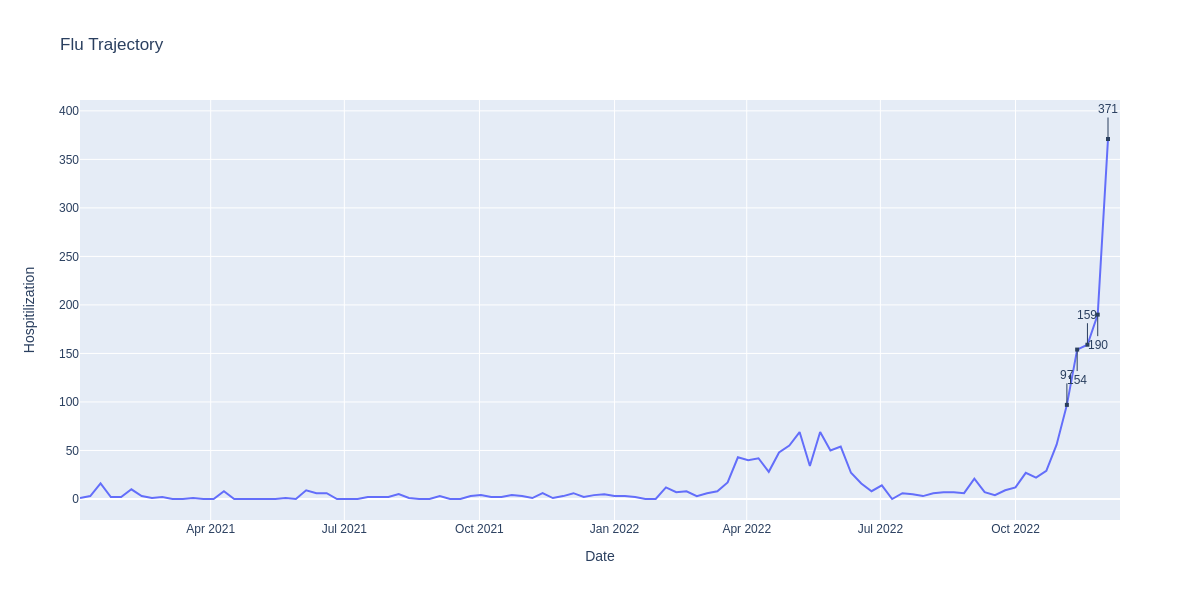 Flu Trajectory
400
350
300
250
200
150
100
50
0
Hospitilization
371
159
190
97
154
Apr 2021
Jul 2021
Oct 2021
Jan 2022
Apr 2022
Jul 2022
Oct 2022
Date